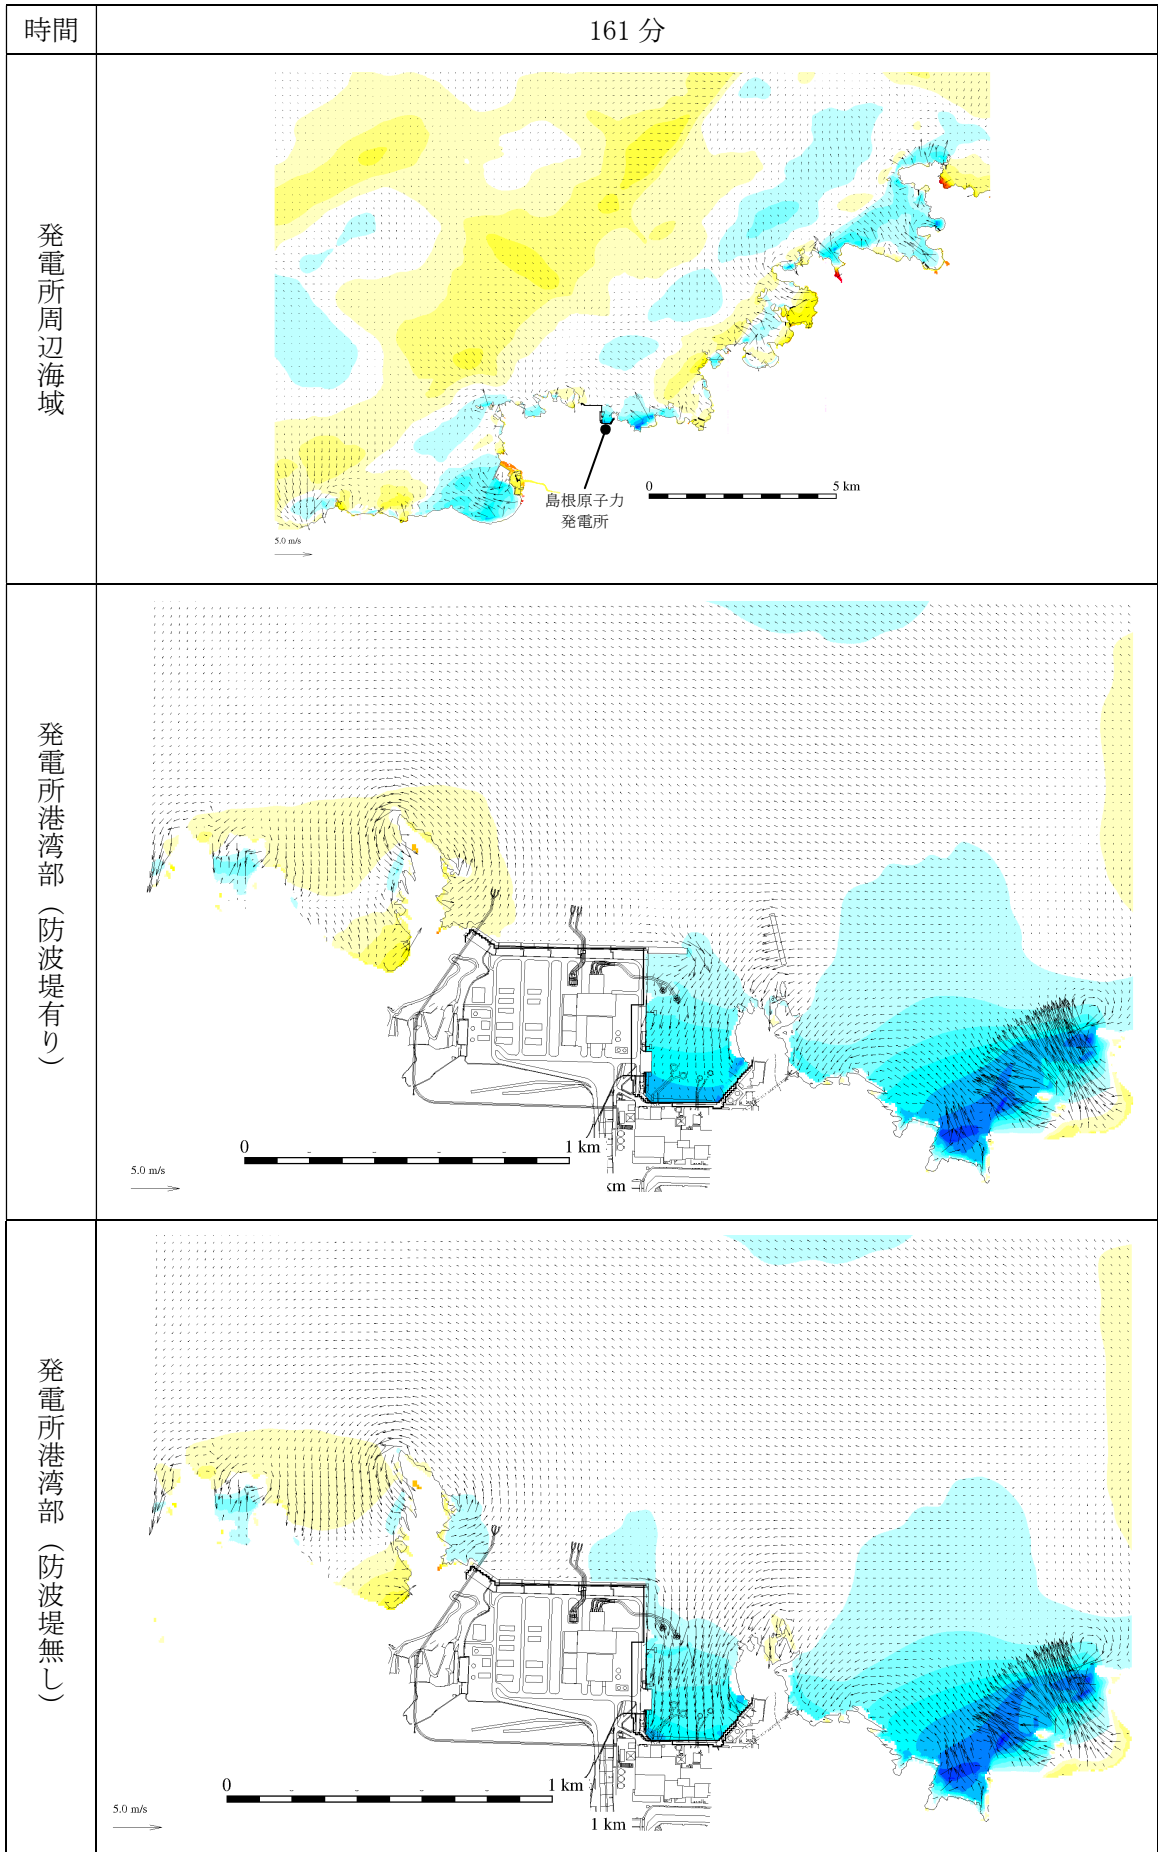 時間
161 分
発電所周辺海域
島根原子力
発電所
0
5 km
5.0 m/s
発電所港湾部（防波堤有り）
0
1 km
5.0 m/s
km
発電所港湾部（防波堤無し）
0
1 km
5.0 m/s
1 km